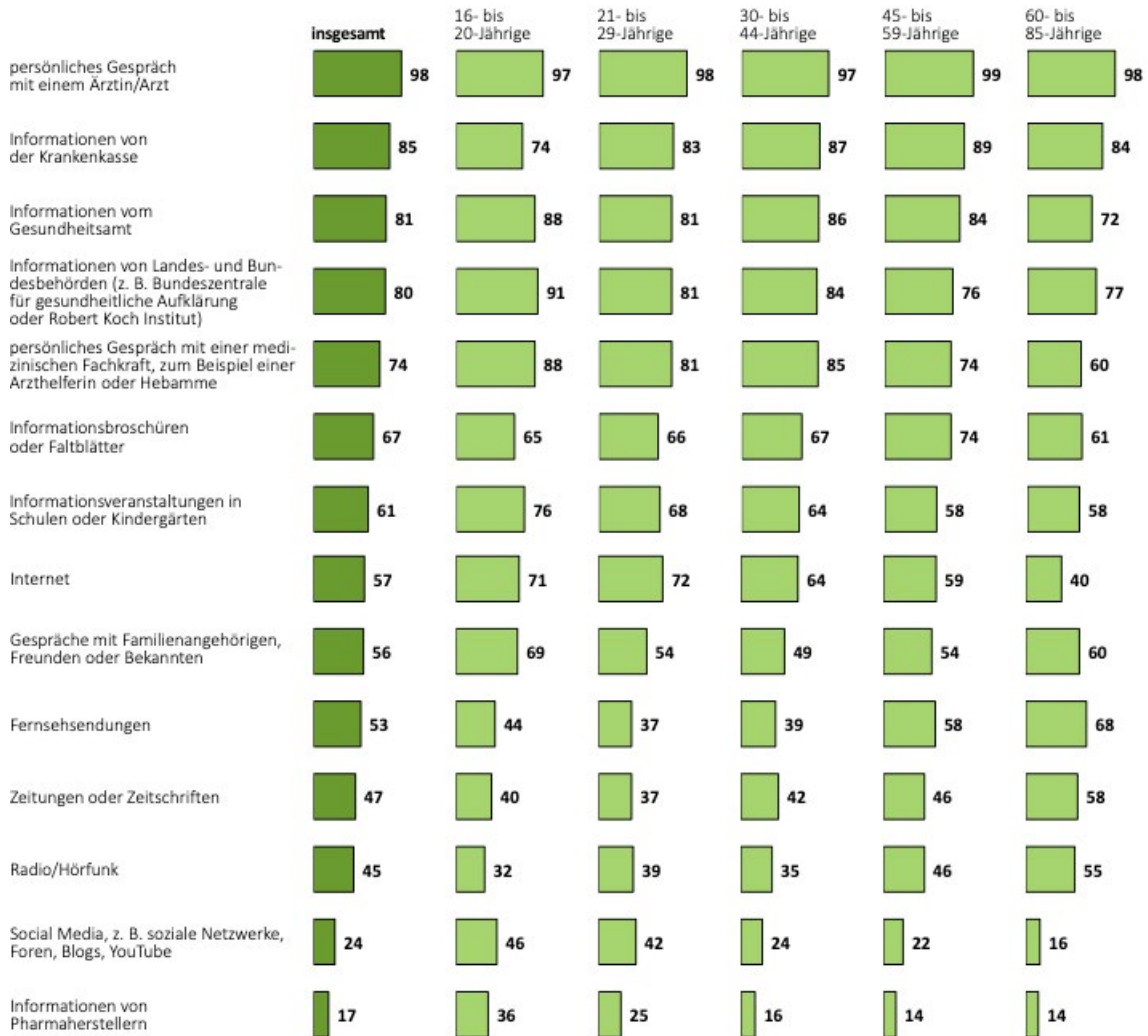 insgesamt
16- bis
20-Jährige
21- bis
29-Jährige
30- bis
44-Jährige
45- bis
59-Jährige
60- bis
85-Jährige
persönliches Gespräch
mit einem Ärztin/Arzt
98 97 98 97 99 98
Informationen von
der Krankenkasse
85 74 83 87 89 84
Informationen vom
Gesundheitsamt
81 88 81 86 84 72
Informationen von Landes- und Bun-
desbehörden (z. B. Bundeszentrale
für gesundheitliche Aufklärung
oder Robert Koch Institut)
80 91 81 84 76 77
persönliches Gespräch mit einer medi-
zinischen Fachkraft, zum Beispiel einer
Arzthelferin oder Hebamme
74 88 81 85 74 60
Informationsbroschüren
oder Faltblätter
67 65 66 67 74 61
Informationsveranstaltungen in
Schulen oder Kindergärten
61 76 68 64 58 58
Internet
57 71 72 64 59 40
Gespräche mit Familienangehörigen,
Freunden oder Bekannten
56 69 54 49 54 60
Fernsehsendungen
53 44 37 39 58 68
Zeitungen oder Zeitschriften
47 40 37 42 46 58
Radio/Hörfunk
45 32 39 35 46 55
Social Media, z. B. soziale Netzwerke,
Foren, Blogs, YouTube
24 46 42 24 22 16
Informationen von
Pharmaherstellern
17 36 25 16 14 14